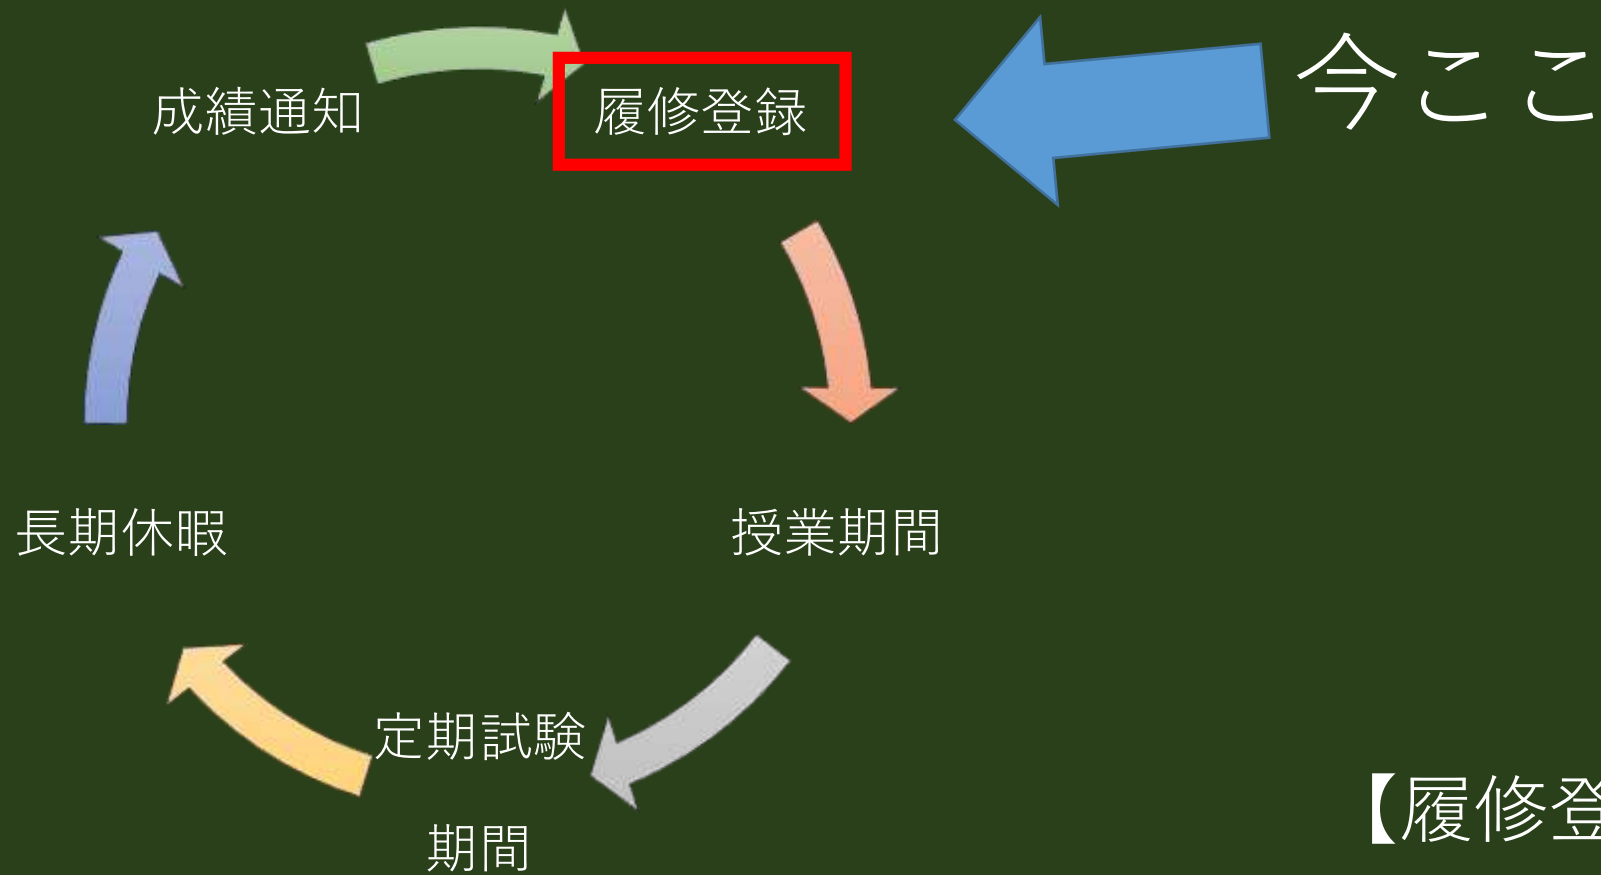 成績通知
履修登録
今ここ
長期休暇
授業期間
定期試験
期間
【履修登